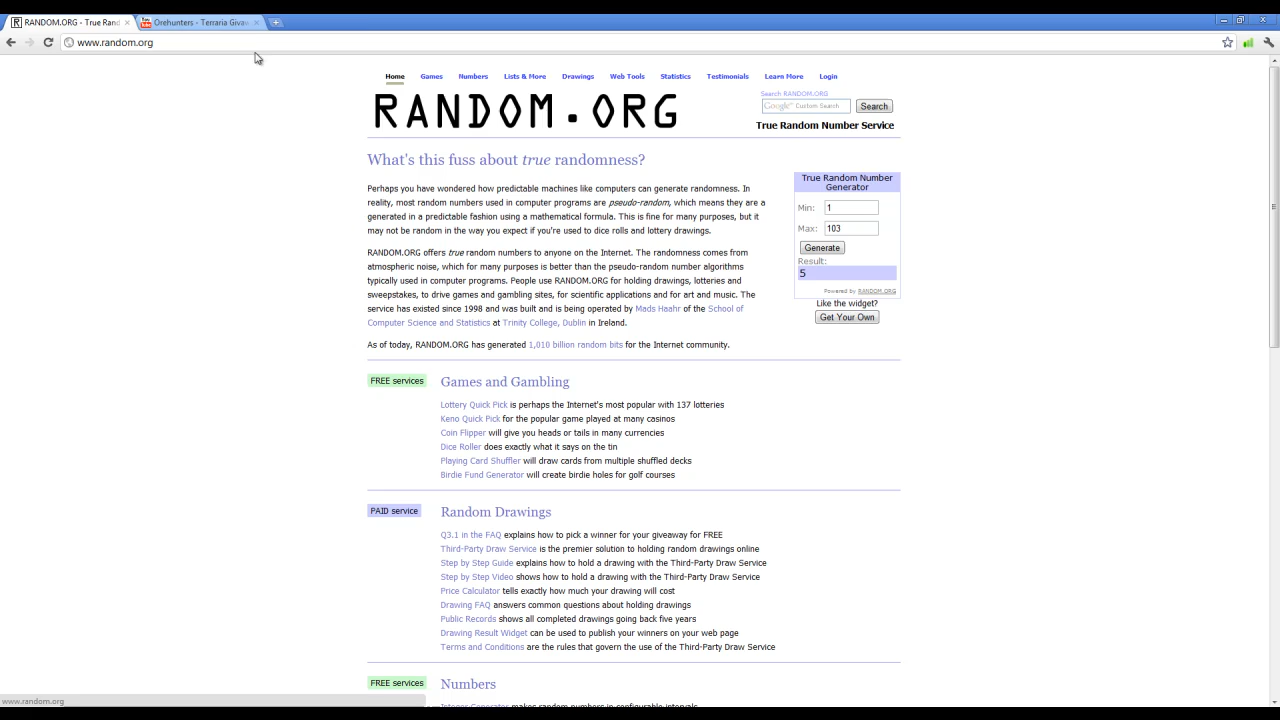 RANDOM.ORG - True Rand
Orehunters - Terraria Givaw
www.random.org
Home Games Numbers Lists & More Drawings Web Tools Statistics Testimonials Learn More Login
RANDOM.ORG
Search RANDOM.ORG
Google™ Custom Search Search
True Random Number Service
What's this fuss about true randomness?
Perhaps you have wondered how predictable machines like computers can generate randomness. In
reality, most random numbers used in computer programs are pseudo-random, which means they are a
generated in a predictable fashion using a mathematical formula. This is fine for many purposes, but it
may not be random in the way you expect if you're used to dice rolls and lottery drawings.
RANDOM.ORG offers true random numbers to anyone on the Internet. The randomness comes from
atmospheric noise, which for many purposes is better than the pseudo-random number algorithms
typically used in computer programs. People use RANDOM.ORG for holding drawings, lotteries and
sweepstakes, to drive games and gambling sites, for scientific applications and for art and music. The
service has existed since 1998 and was built and is being operated by Mads Haahr of the School of
Computer Science and Statistics at Trinity College, Dublin in Ireland.
As of today, RANDOM.ORG has generated 1,010 billion random bits for the Internet community.
True Random Number
Generator
Min: 1
Max: 103
Generate
Result:
5
Powered by RANDOM.ORG
Like the widget?
Get Your Own
FREE services
Games and Gambling
Lottery Quick Pick is perhaps the Internet's most popular with 137 lotteries
Keno Quick Pick for the popular game played at many casinos
Coin Flipper will give you heads or tails in many currencies
Dice Roller does exactly what it says on the tin
Playing Card Shuffler will draw cards from multiple shuffled decks
Birdie Fund Generator will create birdie holes for golf courses
PAID service
Random Drawings
Q3.1 in the FAQ explains how to pick a winner for your giveaway for FREE
Third-Party Draw Service is the premier solution to holding random drawings online
Step by Step Guide explains how to hold a drawing with the Third-Party Draw Service
Step by Step Video shows how to hold a drawing with the Third-Party Draw Service
Price Calculator tells exactly how much your drawing will cost
Drawing FAQ answers common questions about holding drawings
Public Records shows all completed drawings going back five years
Drawing Result Widget can be used to publish your winners on your web page
Terms and Conditions are the rules that govern the use of the Third-Party Draw Service
FREE services
Numbers
Integer Generator makes random numbers in configurable intervals
www.random.org